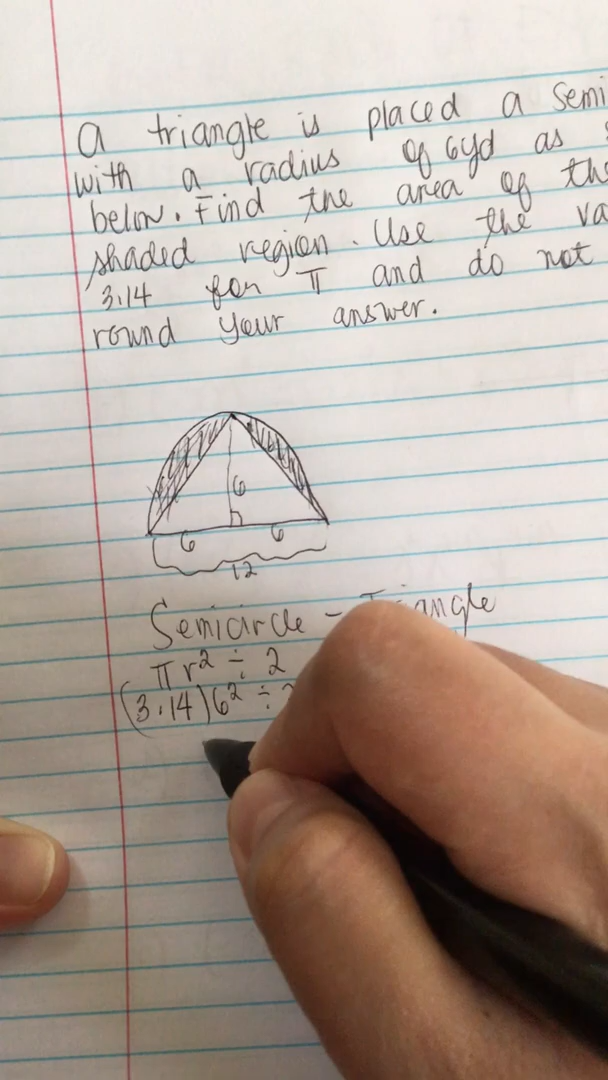 A triangle is placed a semi
with a radius of 6yd as
below. Find the area of the
shaded region. Use the va
3.14 for π and do not
round your answer.
6
6 6
12
Semicircle - Triangle
πr² ÷ 2
(3.14)6² ÷